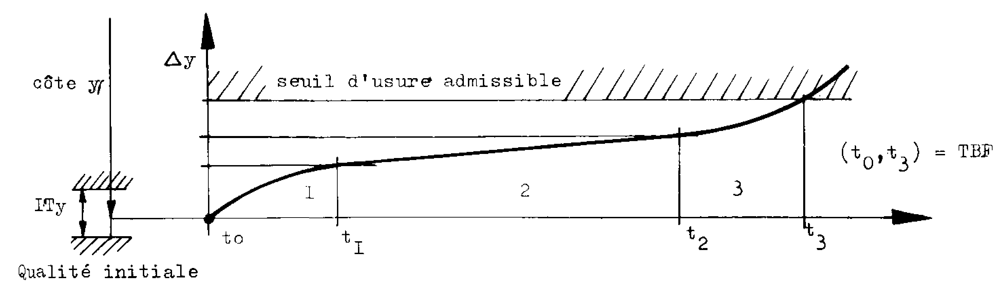 Δy
côte y
seuil d'usure admissible
(t0,t3) = TBF
1
2
3
ITy
to
tI
t2
t3
Qualité initiale